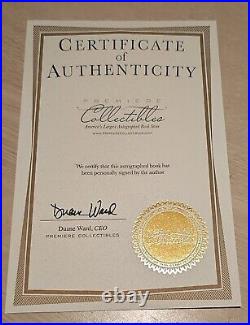 CERTIFICATE
of
AUTHENTICITY
PREMIERE
Collectibles
America's Largest Autographed Book Store
We certify that this autographed book has
been personally signed by the author.
Duane Ward
Duane Ward, CEO
PREMIERE COLLECTIBLES